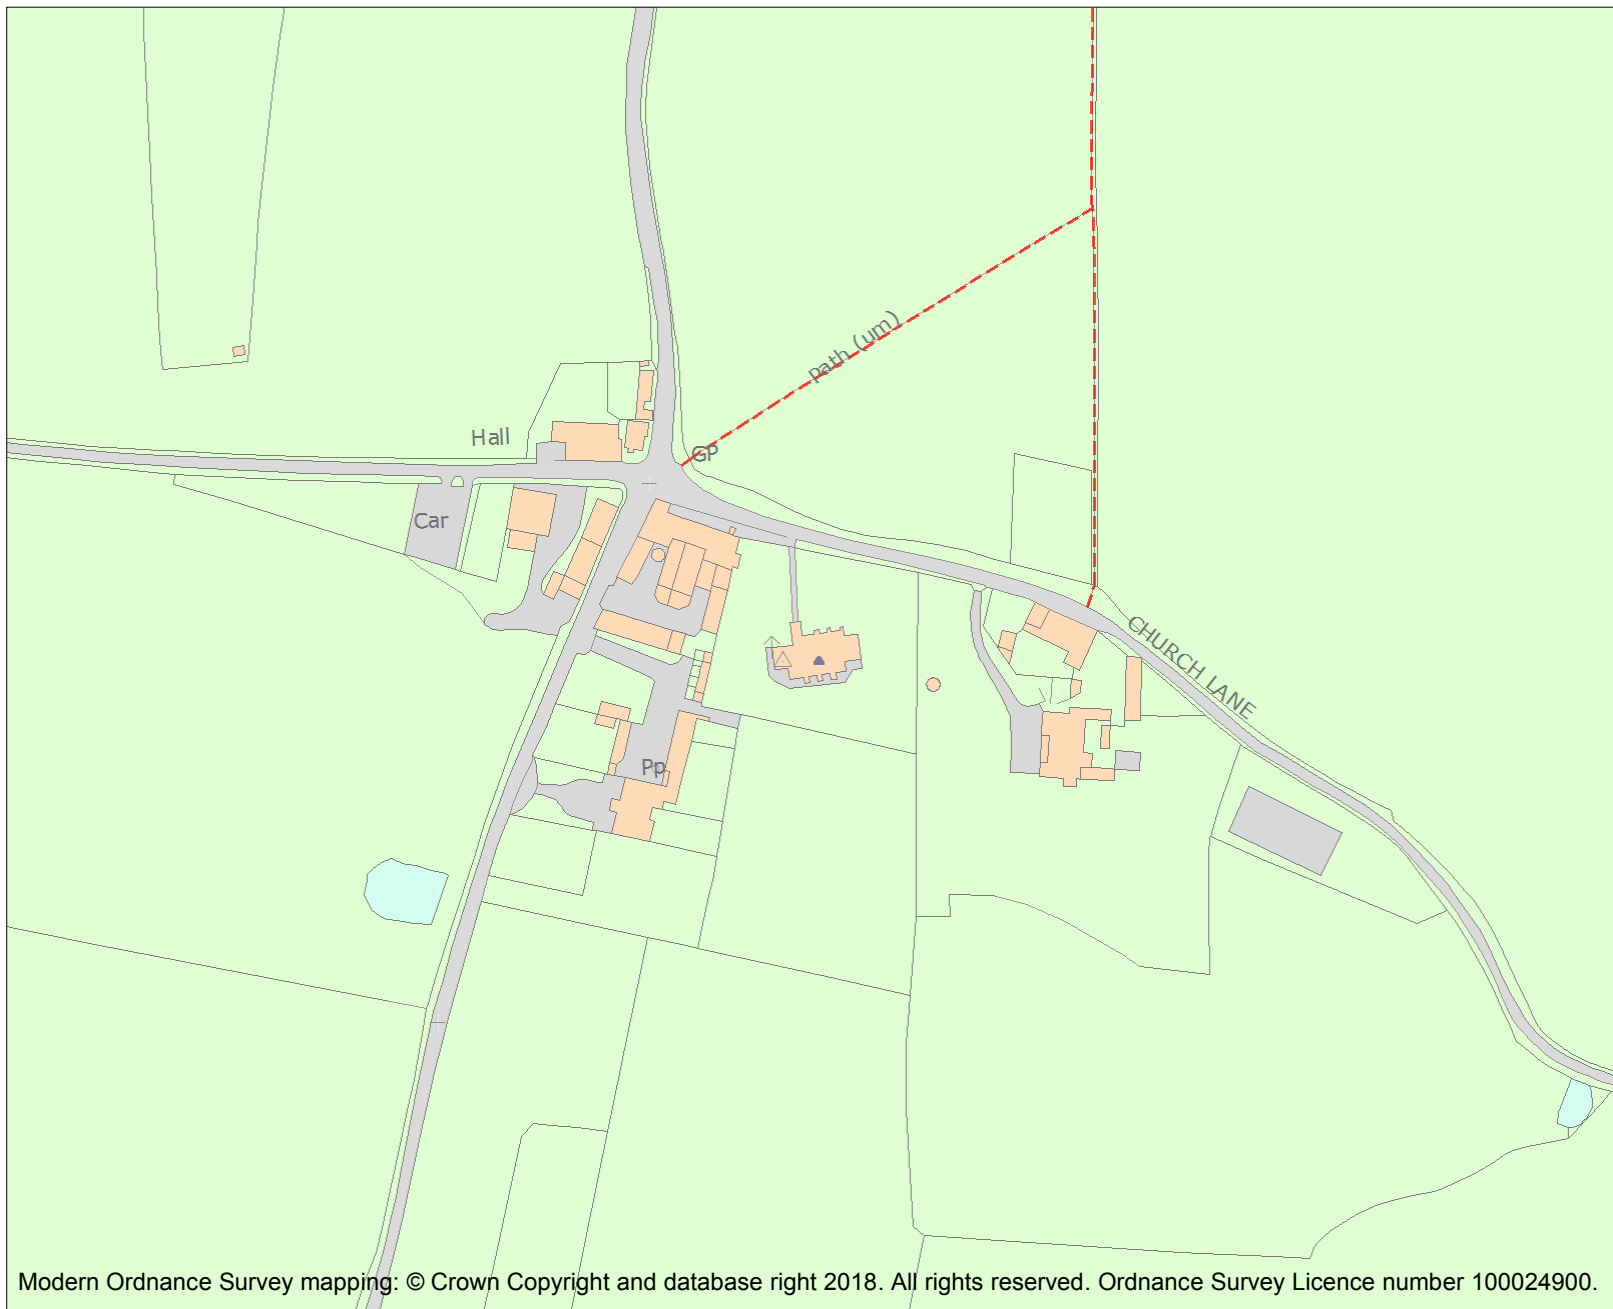 Path (um)
Hall
GP
Car
CHURCH LANE
Pp
Modern Ordnance Survey mapping: © Crown Copyright and database right 2018. All rights reserved. Ordnance Survey Licence number 100024900.